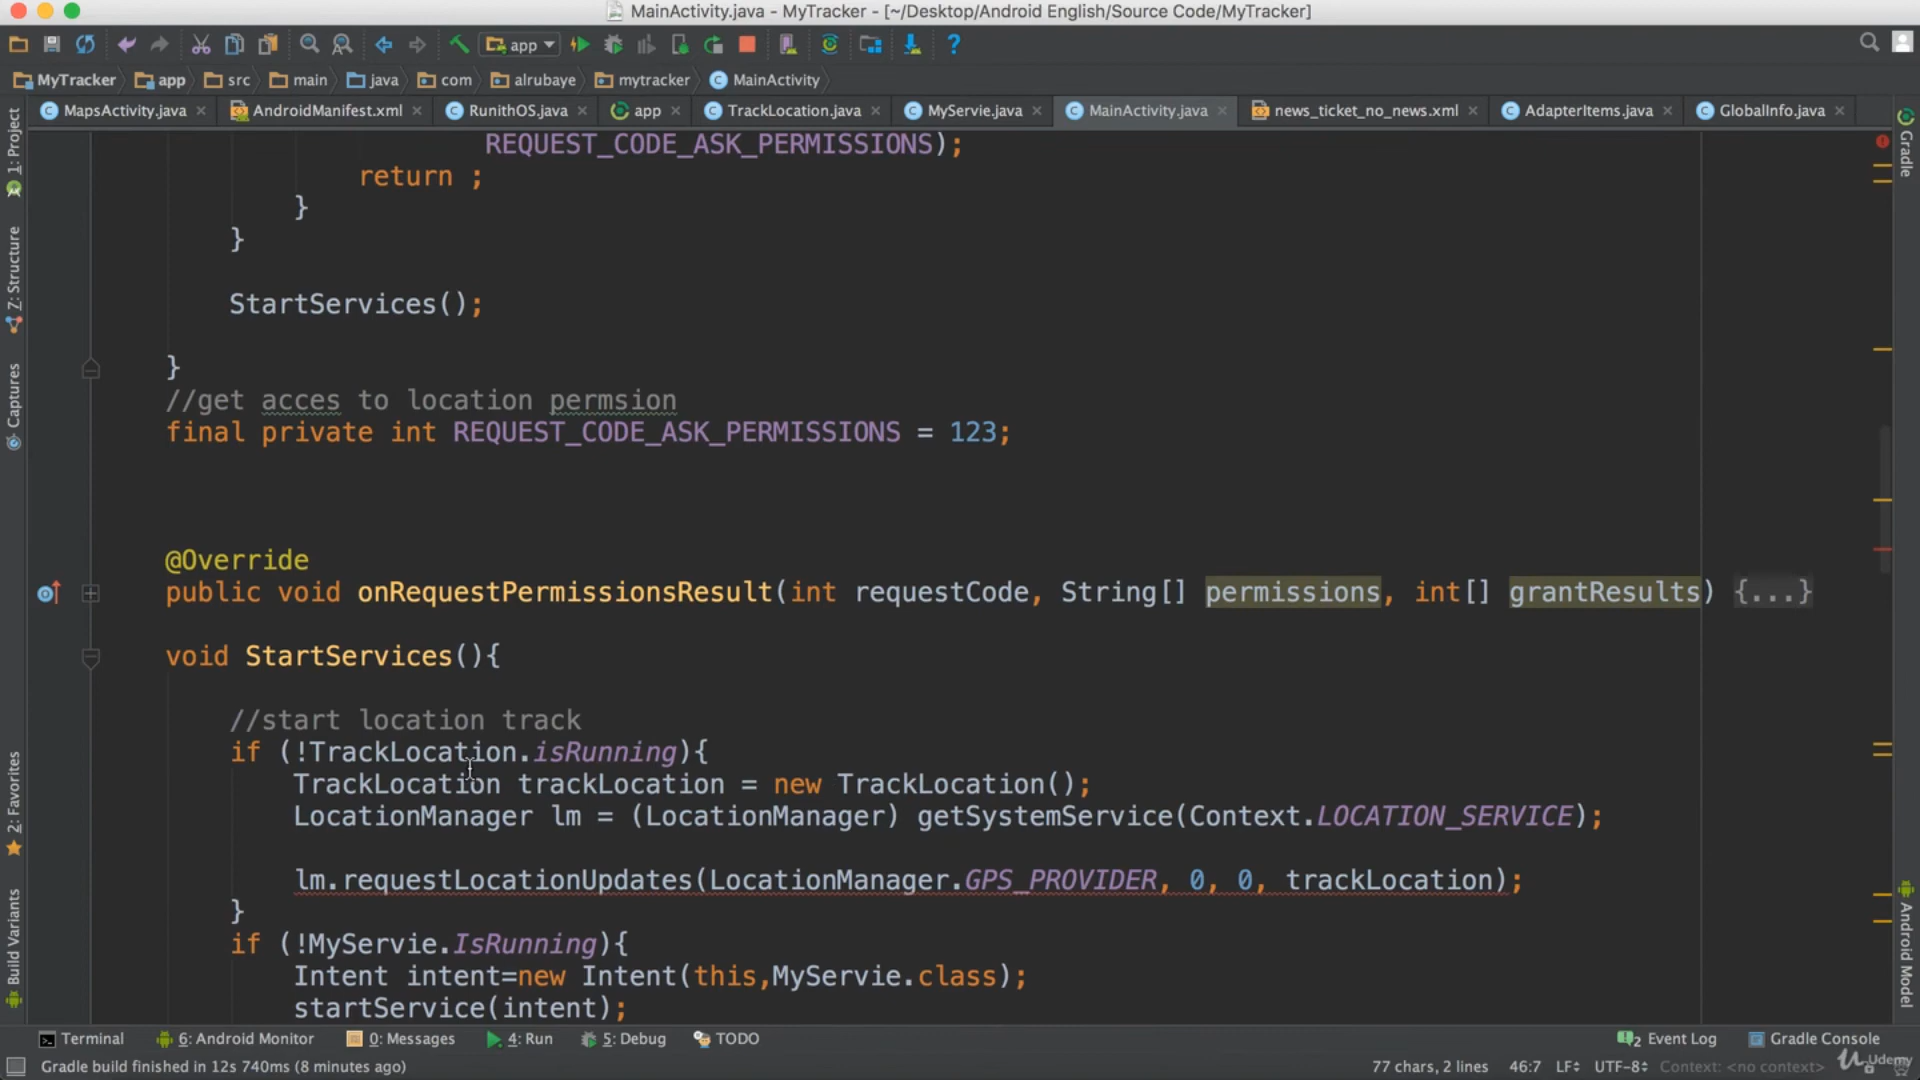 MainActivity.java - MyTracker - [~/Desktop/Android English/Source Code/MyTracker]
app
MyTracker app src main java com alrubaye mytracker MainActivity
MapsActivity.java AndroidManifest.xml RunithOS.java app TrackLocation.java MyServie.java MainActivity.java news_ticket_no_news.xml AdapterItems.java GlobalInfo.java
1: Project
Z: Structure
Captures
2: Favorites
Build Variants
Gradle
Android Model
REQUEST_CODE_ASK_PERMISSIONS);
return ;
}
}
StartServices();
}
//get acces to location permsion
final private int REQUEST_CODE_ASK_PERMISSIONS = 123;
@Override
public void onRequestPermissionsResult(int requestCode, String[] permissions, int[] grantResults) {...}
void StartServices(){
//start location track
if (!TrackLocation.isRunning){
TrackLocation trackLocation = new TrackLocation();
LocationManager lm = (LocationManager) getSystemService(Context.LOCATION_SERVICE);
lm.requestLocationUpdates(LocationManager.GPS_PROVIDER, 0, 0, trackLocation);
}
if (!MyServie.IsRunning){
Intent intent=new Intent(this,MyServie.class);
startService(intent);
Terminal 6: Android Monitor 0: Messages 4: Run 5: Debug TODO 2 Event Log Gradle Console
Gradle build finished in 12s 740ms (8 minutes ago) 77 chars, 2 lines 46:7 LF UTF-8 Context: <no context>
Udemy